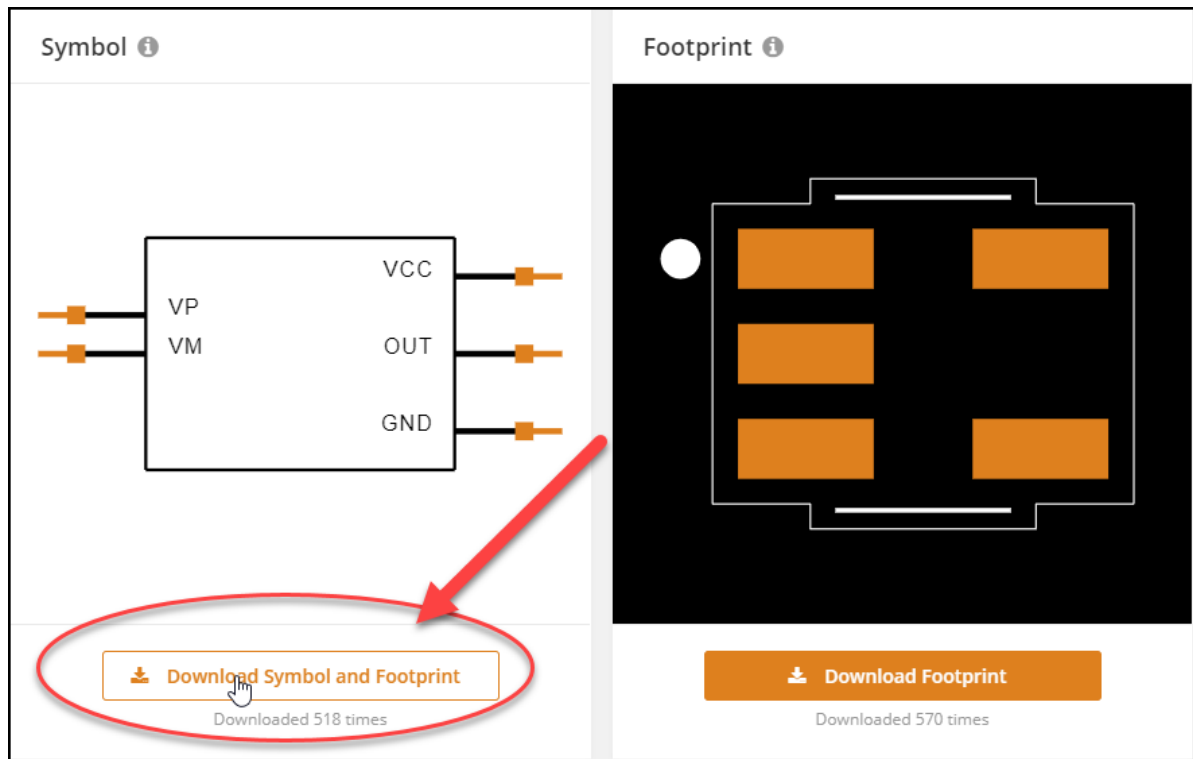 Symbol
Footprint
VCC
VP
VM
OUT
GND
Download Symbol and Footprint
Downloaded 518 times
Download Footprint
Downloaded 570 times